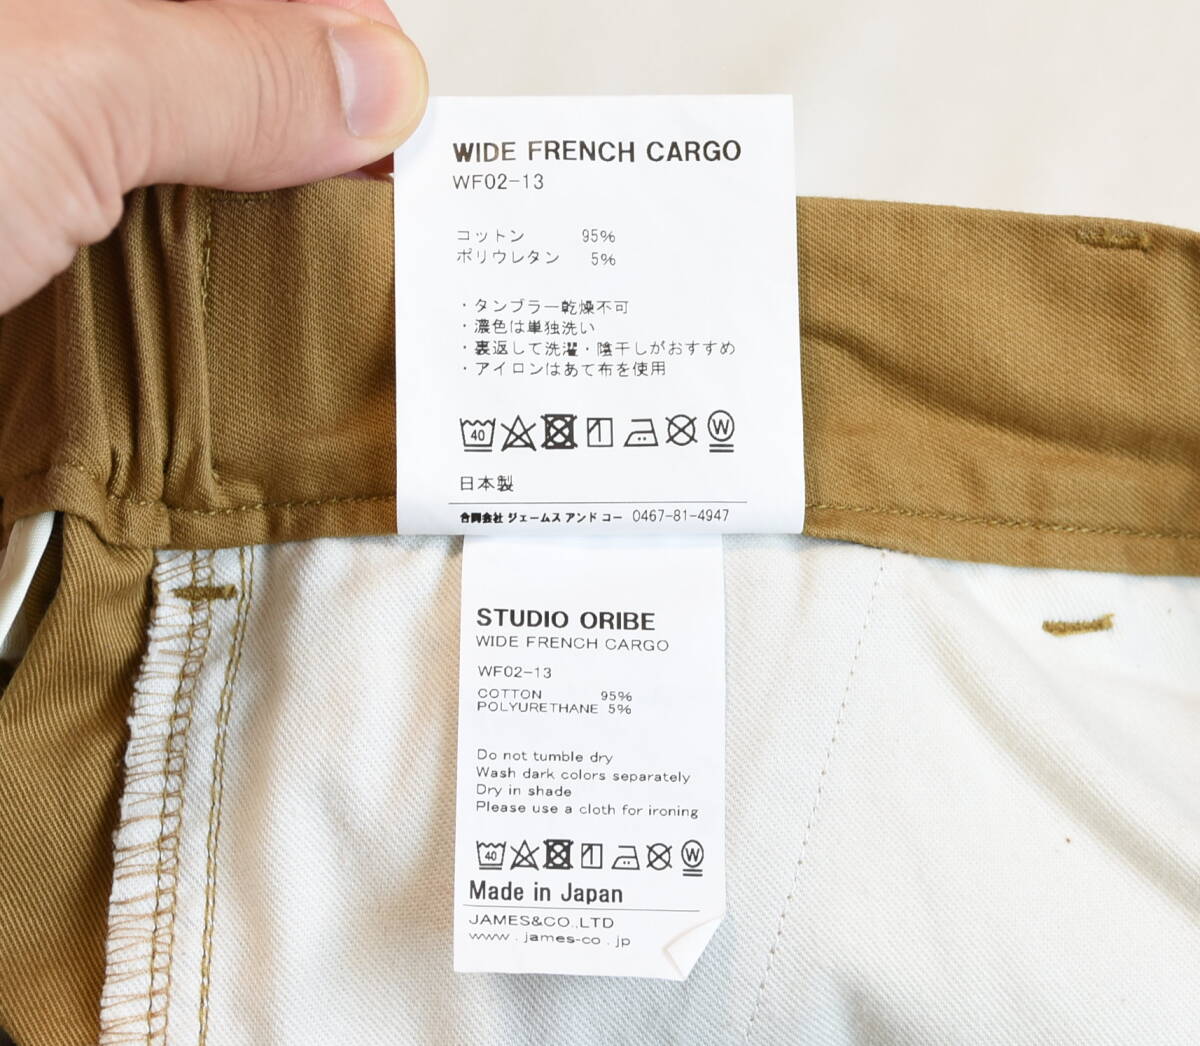 WIDE FRENCH CARGO
WF02-13
コットン 95%
ポリウレタン 5%
・タンブラー乾燥不可
・濃色は単独洗い
・裏返して洗濯・陰干しがおすすめ
・アイロンはあて布を使用
40 W
日本製
合同会社 ジェームス アンド コー 0467-81-4947
STUDIO ORIBE
WIDE FRENCH CARGO
WF02-13
COTTON 95%
POLYURETHANE 5%
Do not tumble dry
Wash dark colors separately
Dry in shade
Please use a cloth for ironing
40 W
Made in Japan
JAMES&CO.,LTD
www.james-co.jp